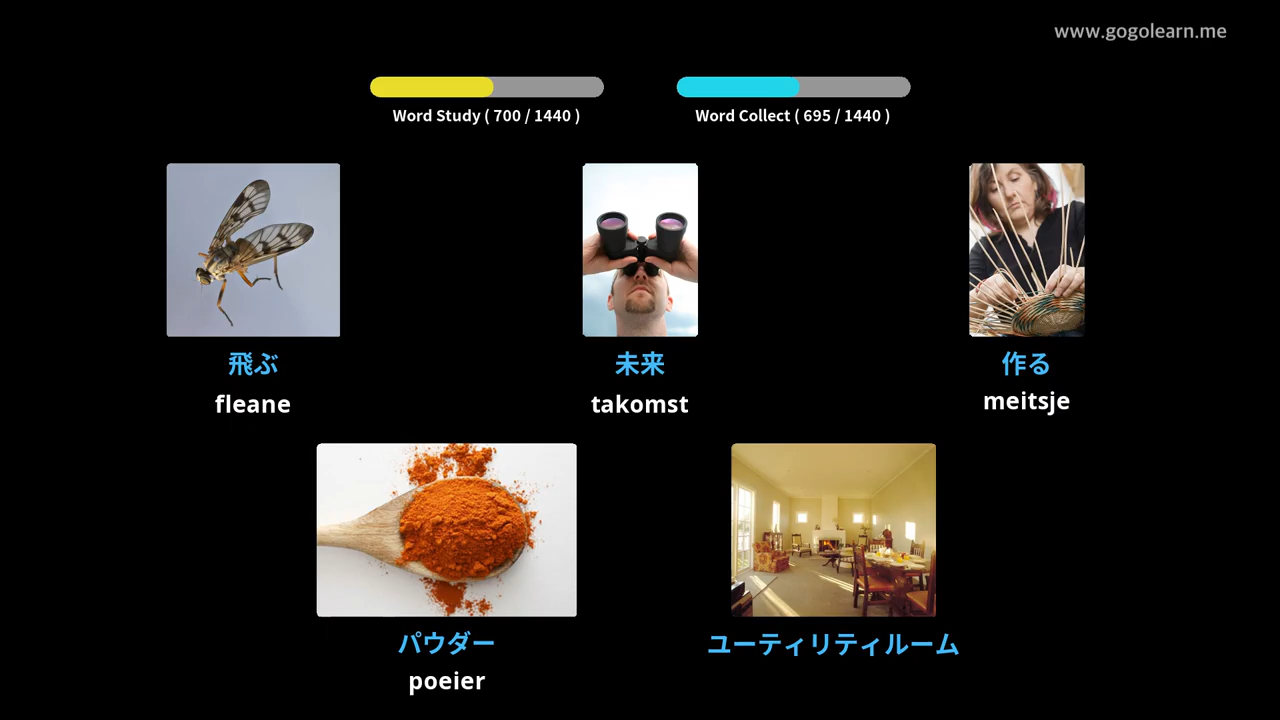 www.gogolearn.me
Word Study ( 700 / 1440 )
Word Collect ( 695 / 1440 )
飛ぶ
未来
作る
fleane
takomst
meitsje
パウダー
ユーティリティルーム
poeier